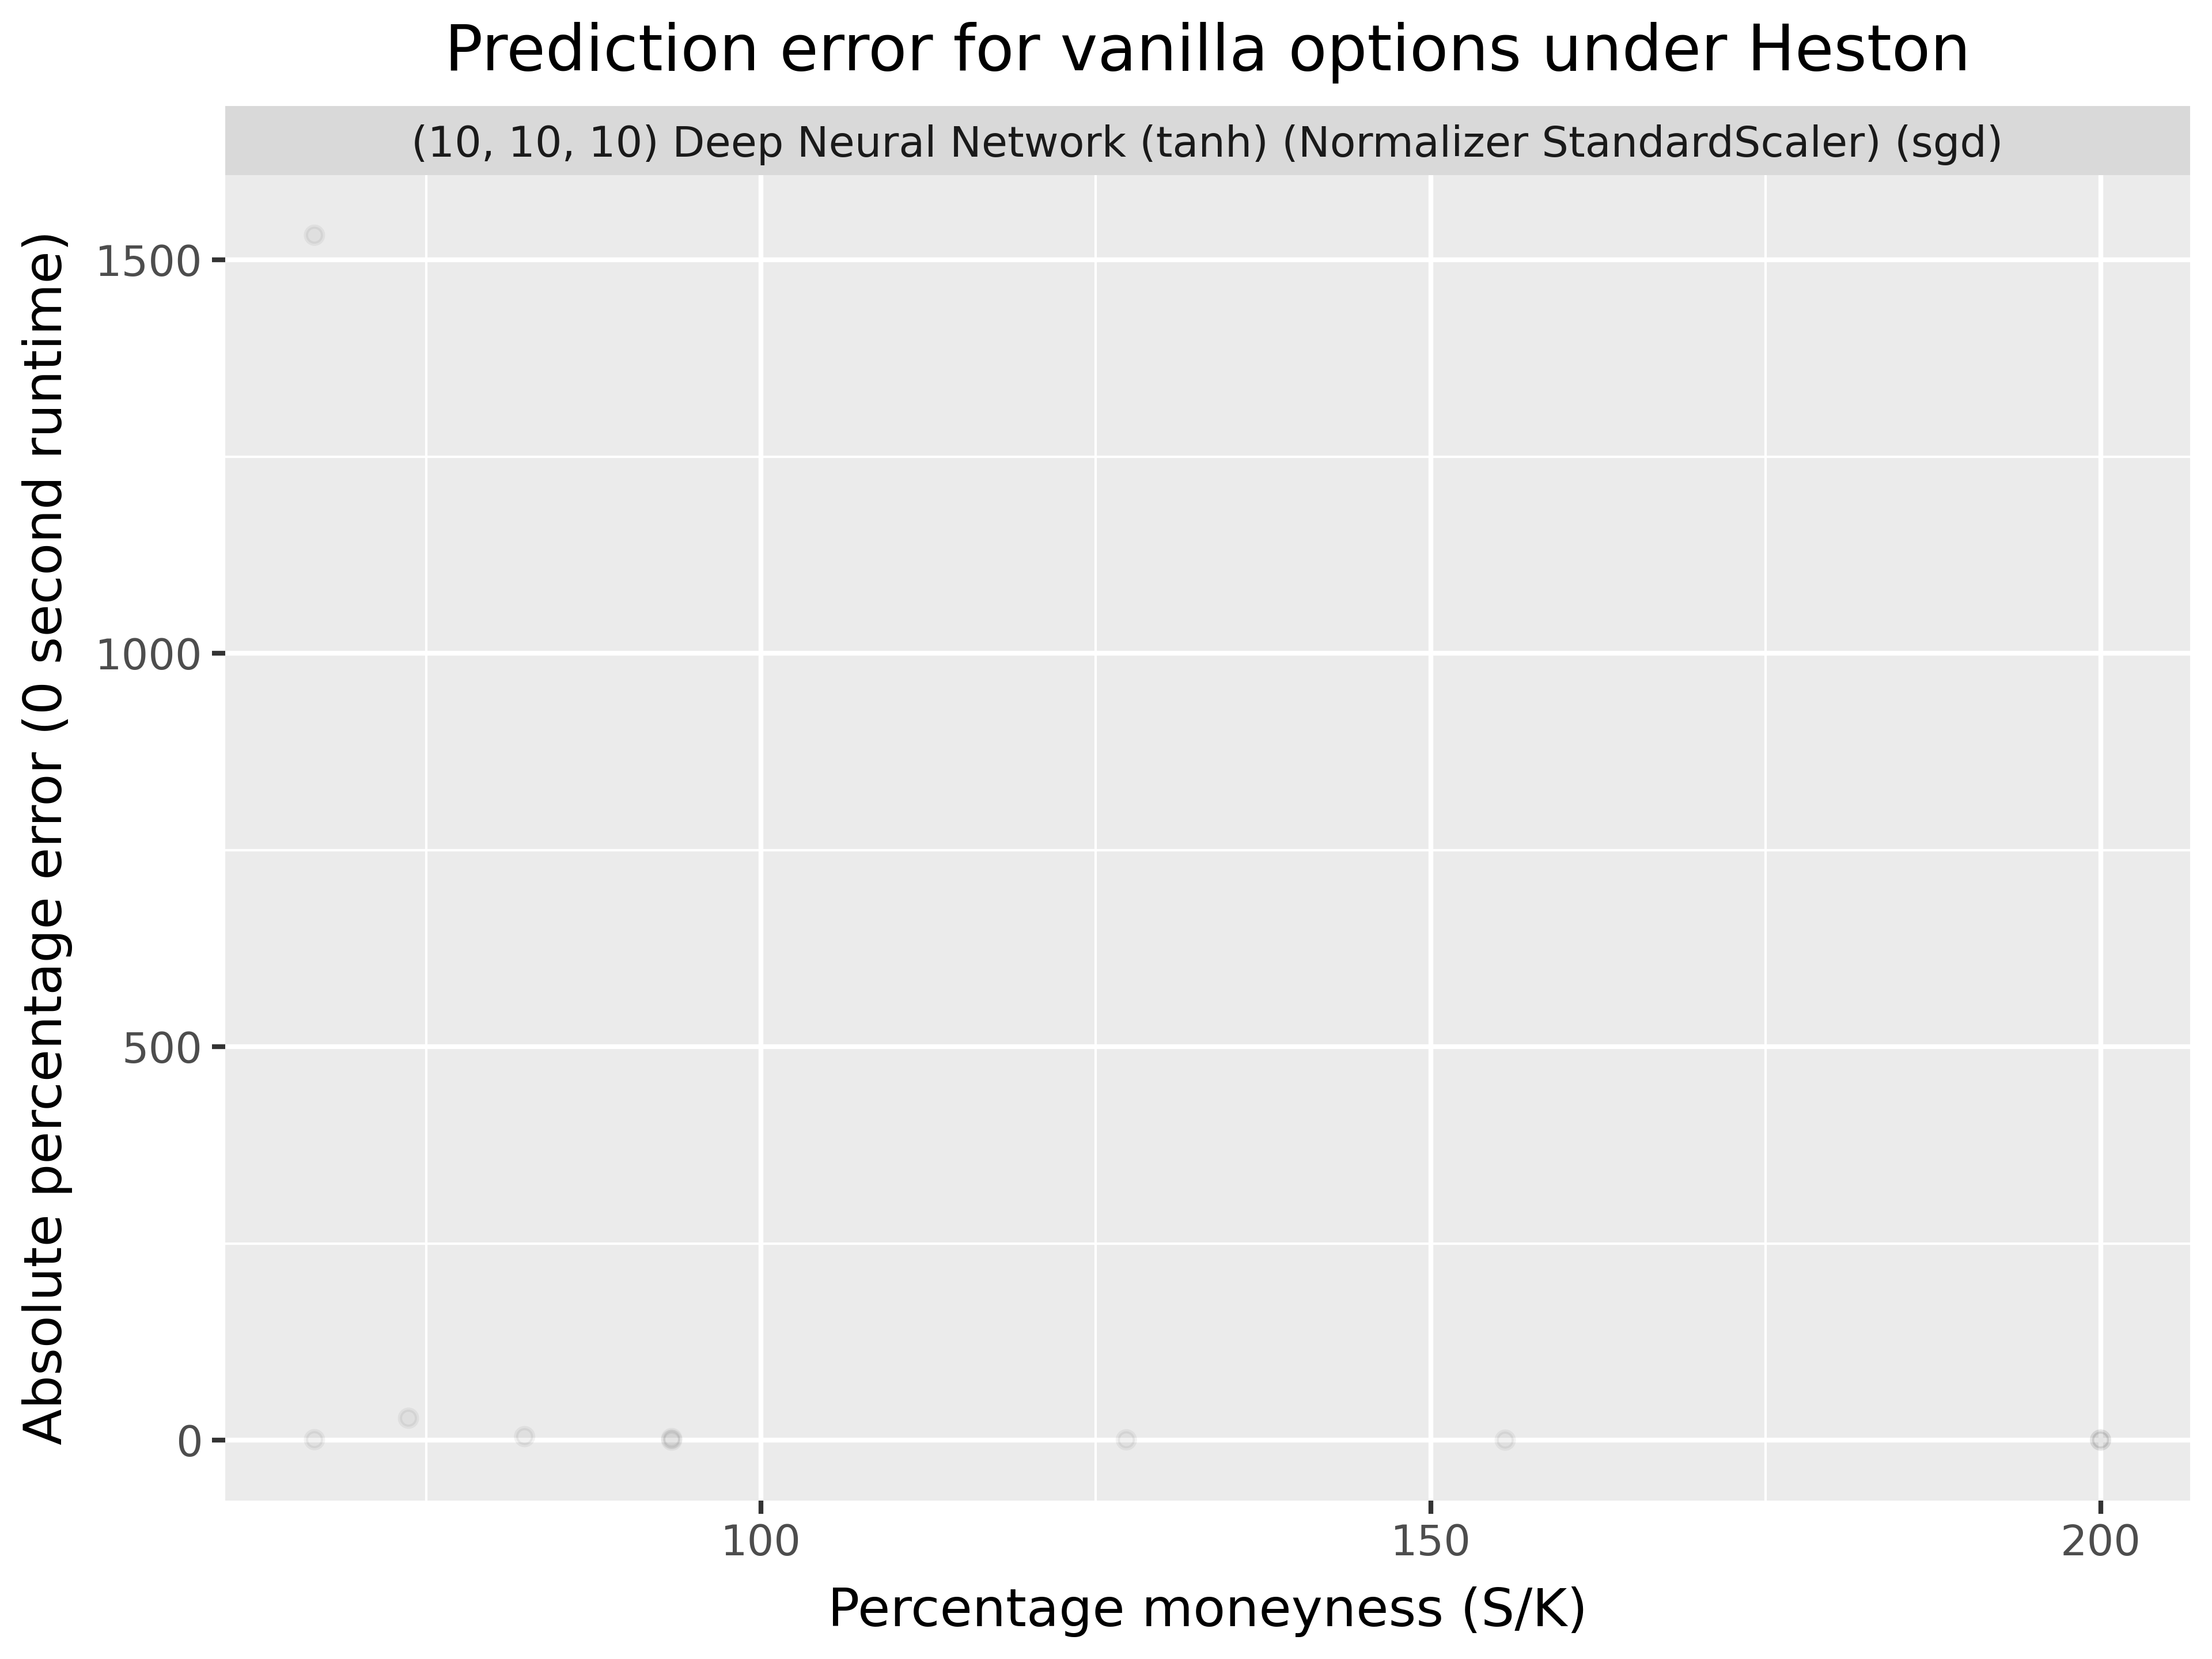 Prediction error for vanilla options under Heston
(10, 10, 10) Deep Neural Network (tanh) (Normalizer StandardScaler) (sgd)
Absolute percentage error (0 second runtime)
1500
1000
500
0
100
150
200
Percentage moneyness (S/K)